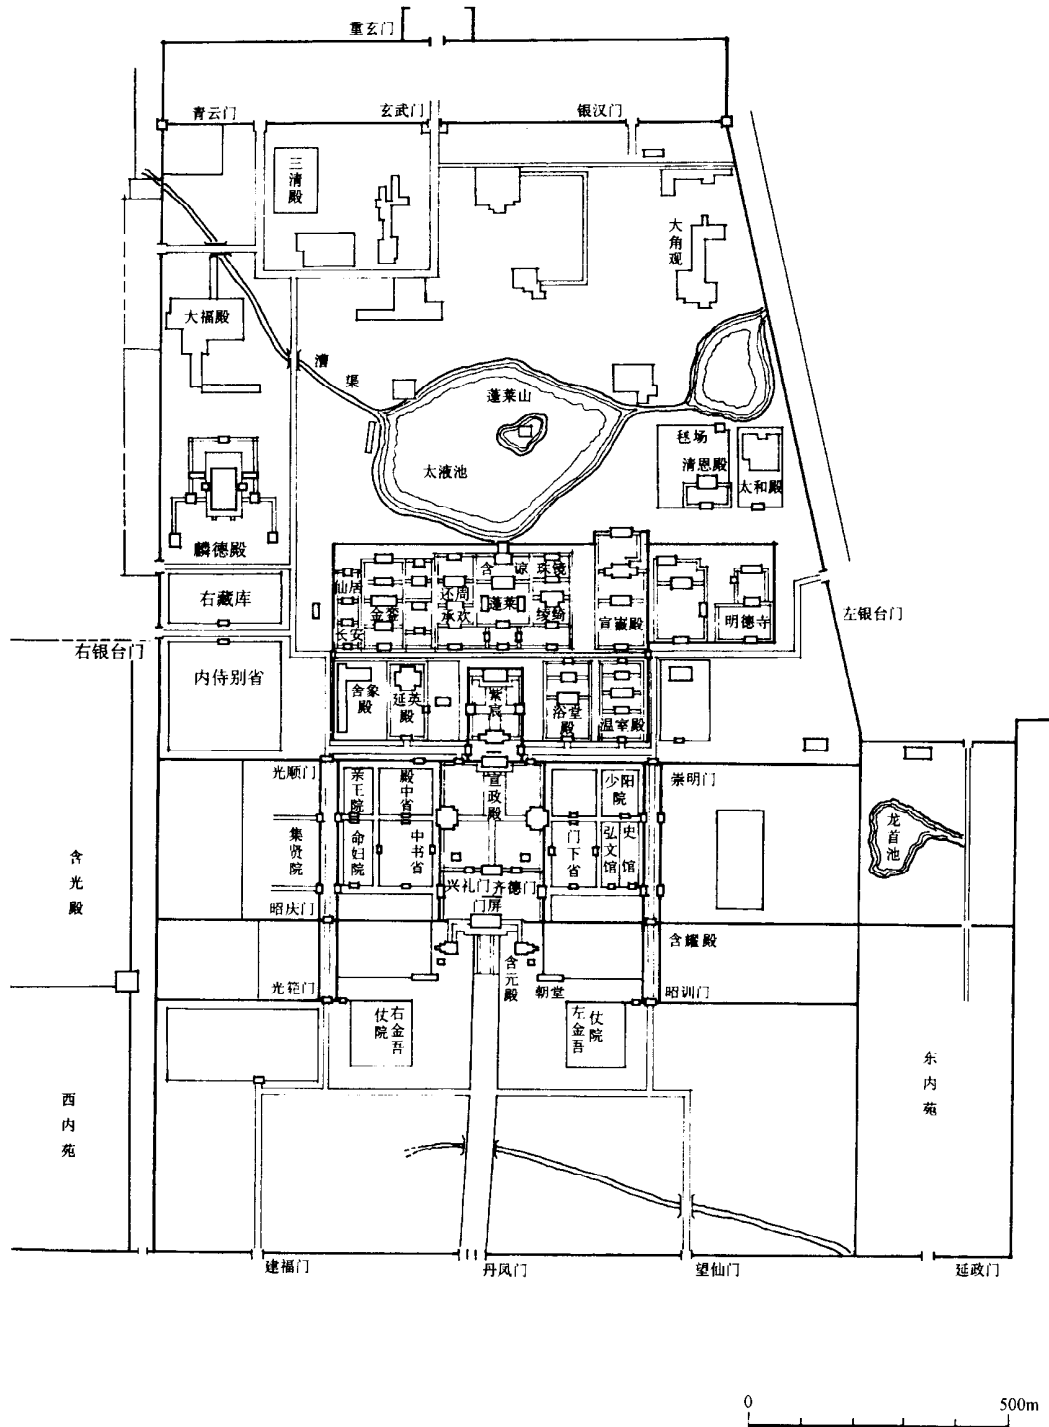 重玄门
青云门
玄武门
银汉门
三清殿
大角观
大福殿
漕渠
蓬莱山
太液池
毬场
清思殿
太和殿
麟德殿
右藏库
仙居
金銮
长安
还周
承欢
含凉
蓬莱
珠镜
绫绮
宣徽殿
明德寺
左银台门
右银台门
内侍别省
舍象殿
延英殿
紫宸
浴堂殿
温室殿
光顺门
亲王院
殿中省
宣政殿
少阳院
崇明门
集贤院
命妇院
中书省
门下省
弘文馆
史馆
龙首池
含光殿
兴礼门
齐德门
昭庆门
门屏
含耀殿
光范门
含元殿
朝堂
昭训门
右金吾
仗院
左金吾
仗院
西内苑
东内苑
建福门
丹凤门
望仙门
延政门
0
500m